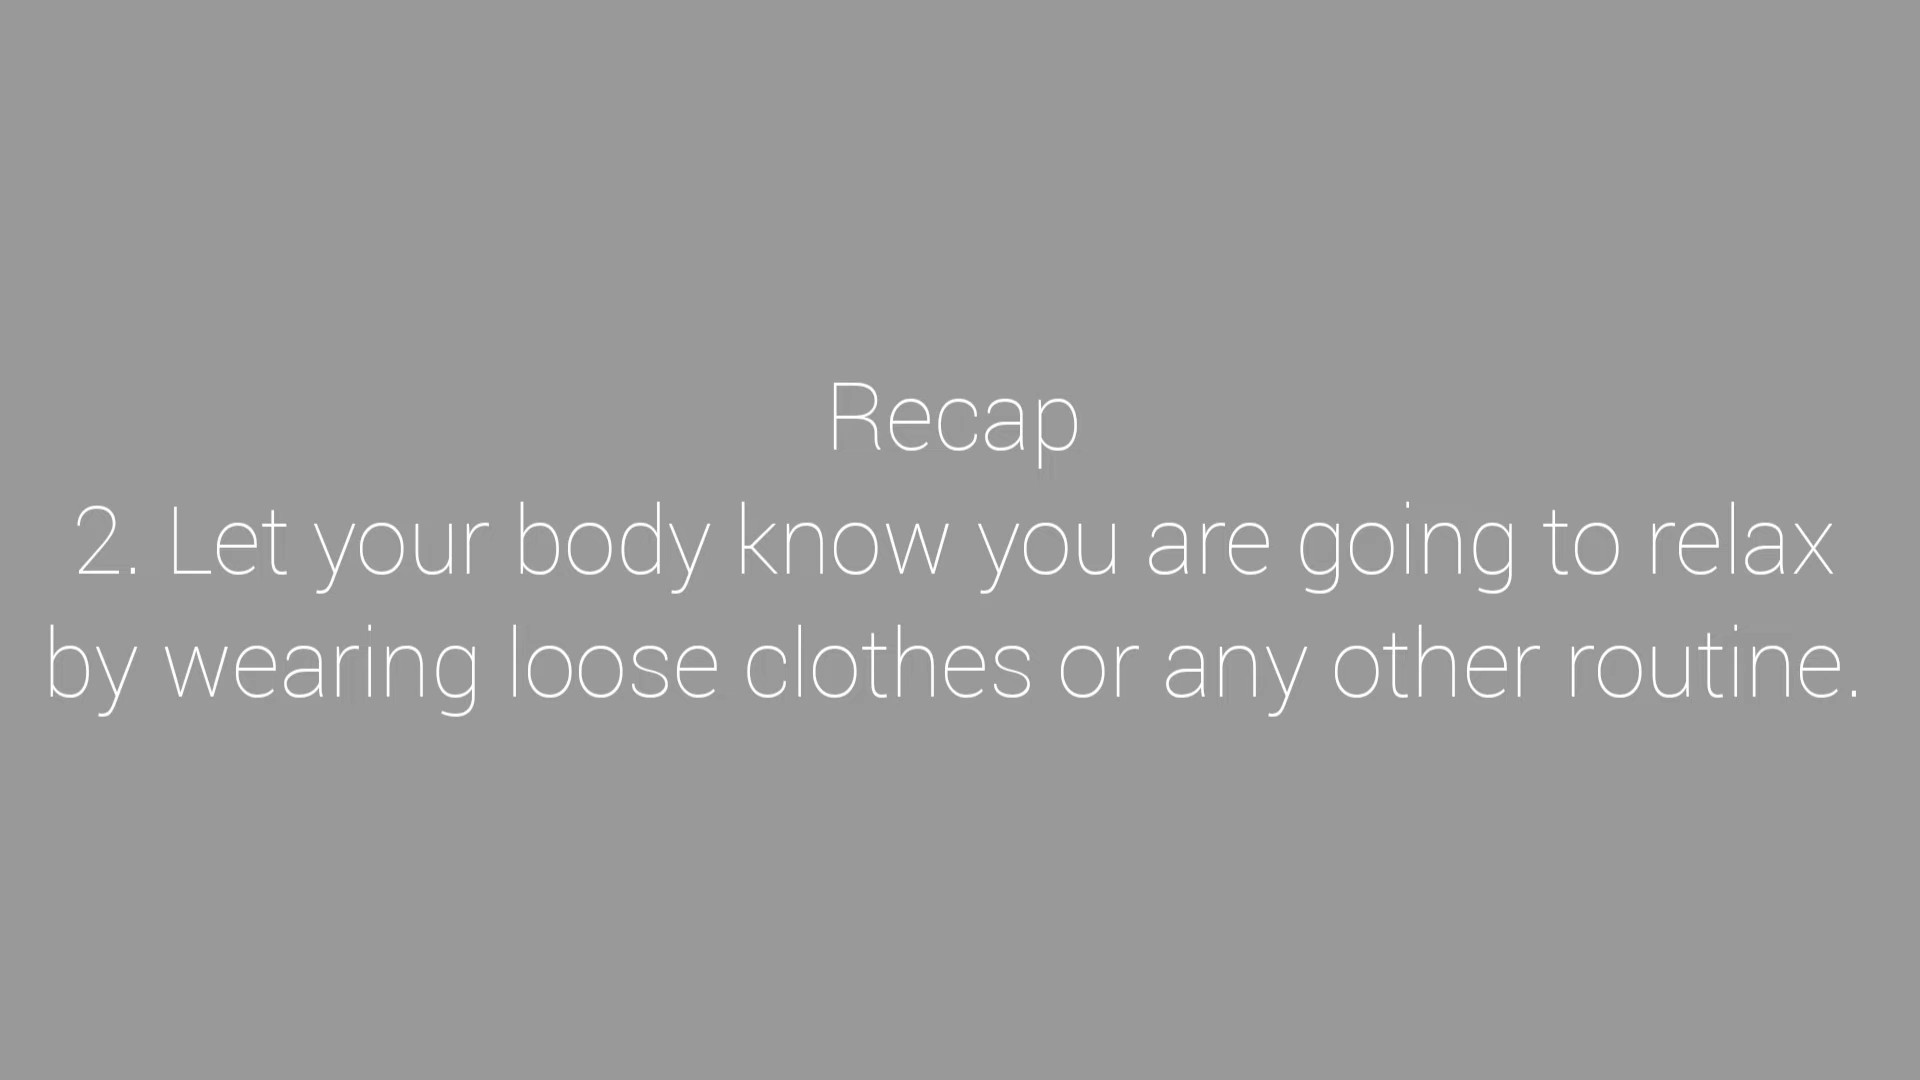 Recap
2. Let your body know you are going to relax
by wearing loose clothes or any other routine.